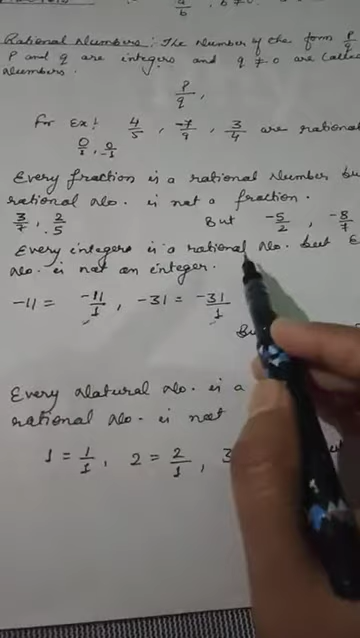 a/b, b ≠ 0
Rational Numbers: The Number of the form p/q
P and q are integers and q ≠ 0 are called
Numbers.
P/q,
For Ex! 4/5, -7/9, 3/4 are rational
0/1, 0/-1
Every fraction is a rational Number but
rational No. is not a fraction.
3/7, 2/5 But -5/2, -8/7
Every integers is a rational No. but E
No. is not an integer.
-11 = -11/1, -31 = -31/1
Bu
Every Natural No. is a
rational No. is not
1 = 1/1, 2 = 2/1, 3